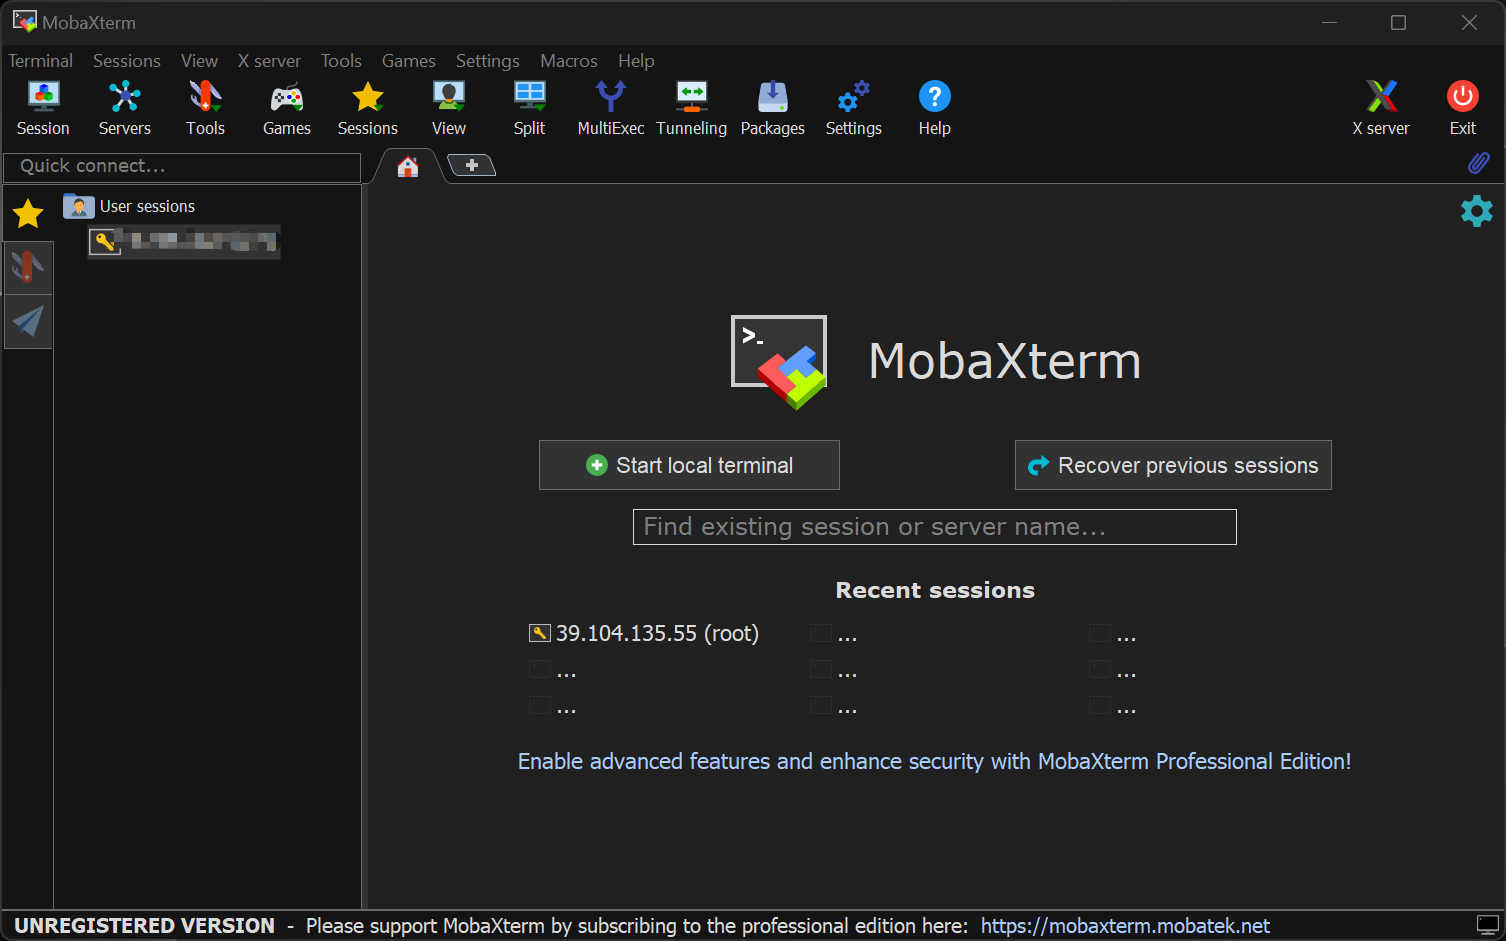 MobaXterm
Terminal Sessions View X server Tools Games Settings Macros Help
Session Servers Tools Games Sessions View Split MultiExec Tunneling Packages Settings Help X server Exit
Quick connect...
User sessions
>_
MobaXterm
Start local terminal
Recover previous sessions
Find existing session or server name...
Recent sessions
39.104.135.55 (root) ... ...
... ... ...
... ... ...
Enable advanced features and enhance security with MobaXterm Professional Edition!
UNREGISTERED VERSION - Please support MobaXterm by subscribing to the professional edition here: https://mobaxterm.mobatek.net